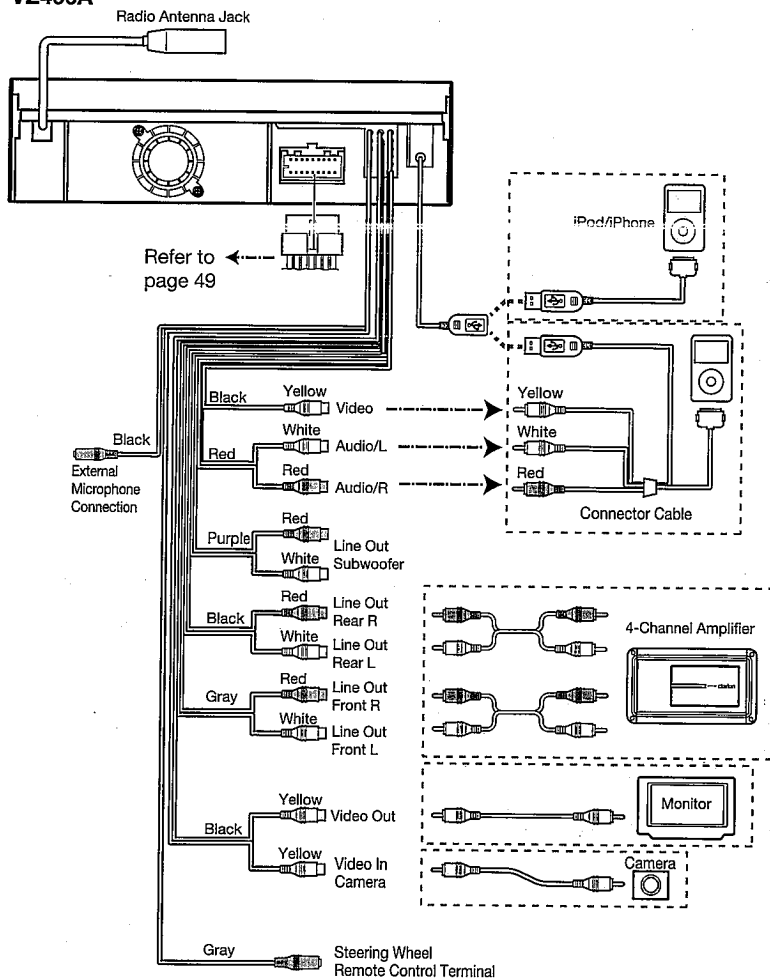 VZ400A
Radio Antenna Jack
iPod/iPhone
Refer to
page 49
Black
External
Microphone
Connection
Black
Yellow
Video
Red
White
Audio/L
Red
Audio/R
Yellow
White
Red
Connector Cable
Purple
Red
White
Line Out
Subwoofer
Black
Red
Line Out
Rear R
White
Line Out
Rear L
Gray
Red
Line Out
Front R
White
Line Out
Front L
4-Channel Amplifier
clarion
Black
Yellow
Video Out
Yellow
Video In
Camera
Monitor
Camera
Gray
Steering Wheel
Remote Control Terminal